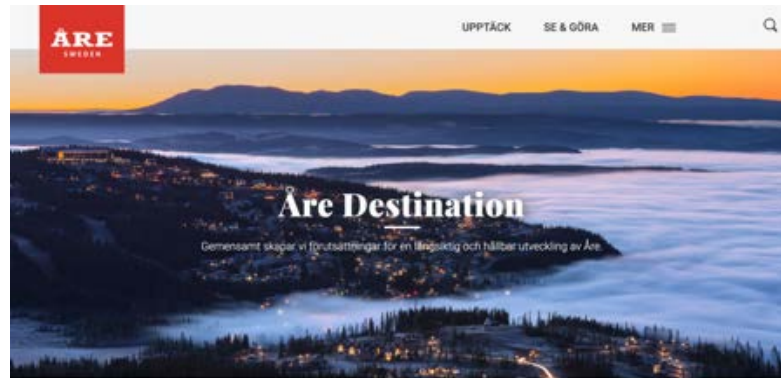 ÅRE
SWEDEN
UPPTÄCK SE & GÖRA MER
Åre Destination
Gemensamt skapar vi förutsättningar för en långsiktig och hållbar utveckling av Åre.